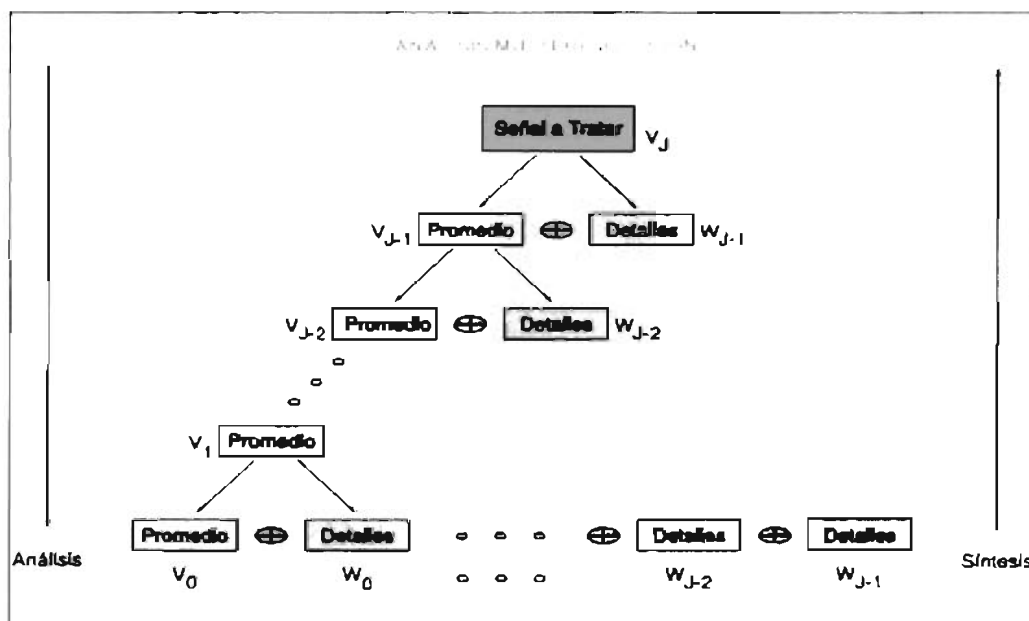 Señal a Tratar V_J
V_J-1 Promedio ⊕ Detalles W_J-1
V_J-2 Promedio ⊕ Detalles W_J-2
V_1 Promedio
Promedio ⊕ Detalles ⊕ Detalles ⊕ Detalles
Análisis V_0 W_0 W_J-2 W_J-1 Síntesis